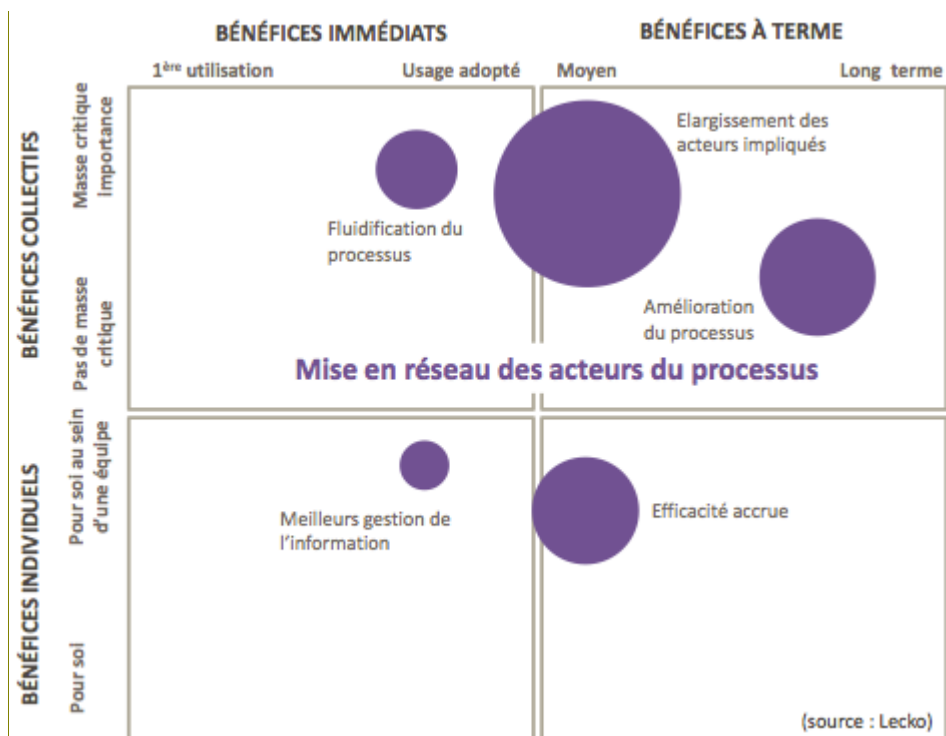 BÉNÉFICES IMMÉDIATS
BÉNÉFICES À TERME
1ère utilisation
Usage adopté
Moyen
Long terme
BÉNÉFICES COLLECTIFS
Masse critique
Importance
Pas de masse
critique
Elargissement des
acteurs impliqués
Fluidification du
processus
Amélioration
du processus
Mise en réseau des acteurs du processus
BÉNÉFICES INDIVIDUELS
Pour soi au sein
d'une équipe
Pour soi
Meilleurs gestion de
l'information
Efficacité accrue
(source : Lecko)